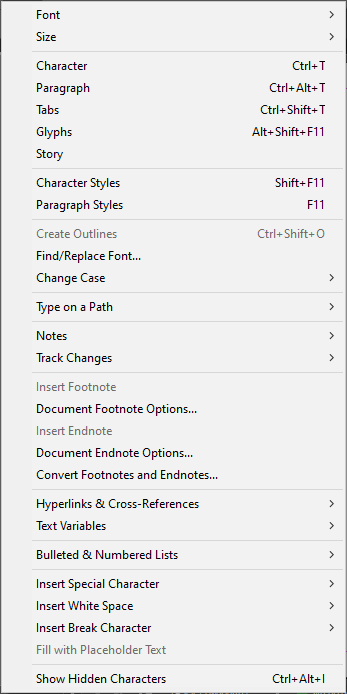 Font
Size
Character Ctrl+T
Paragraph Ctrl+Alt+T
Tabs Ctrl+Shift+T
Glyphs Alt+Shift+F11
Story
Character Styles Shift+F11
Paragraph Styles F11
Create Outlines Ctrl+Shift+O
Find/Replace Font...
Change Case
Type on a Path
Notes
Track Changes
Insert Footnote
Document Footnote Options...
Insert Endnote
Document Endnote Options...
Convert Footnotes and Endnotes...
Hyperlinks & Cross-References
Text Variables
Bulleted & Numbered Lists
Insert Special Character
Insert White Space
Insert Break Character
Fill with Placeholder Text
Show Hidden Characters Ctrl+Alt+I